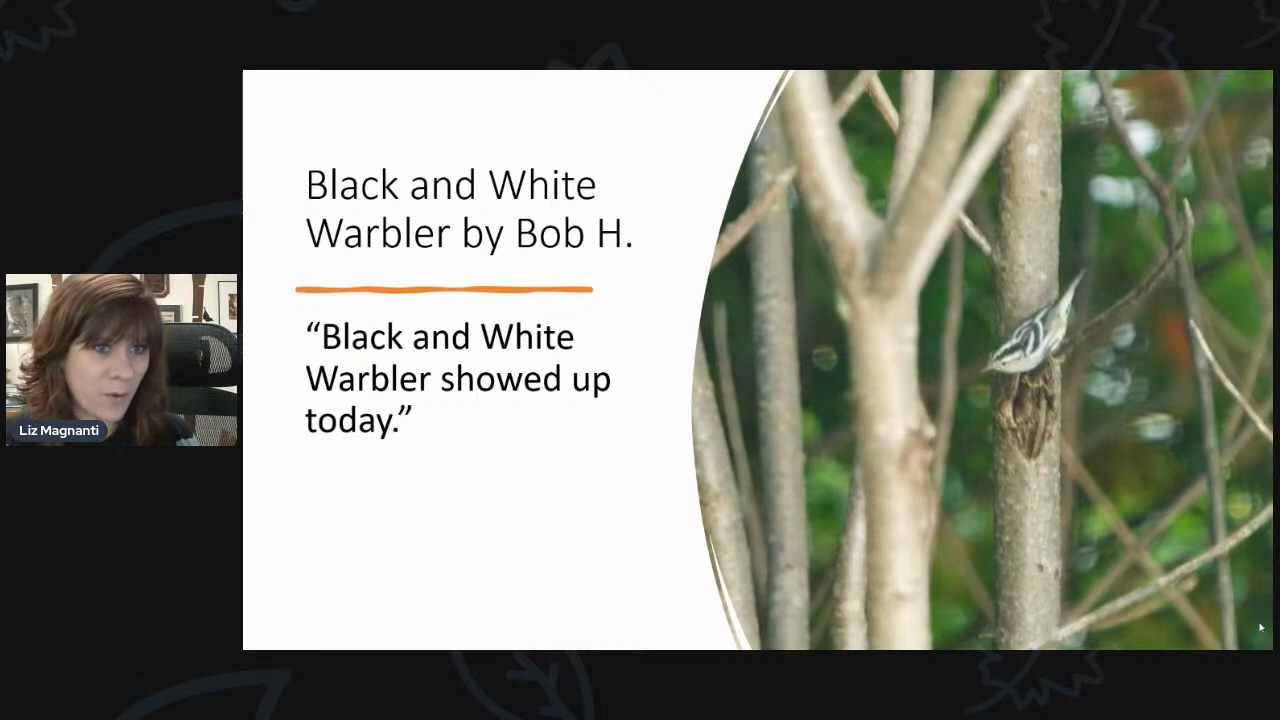 Black and White
Warbler by Bob H.
“Black and White
Warbler showed up
today.”
Liz Magnanti